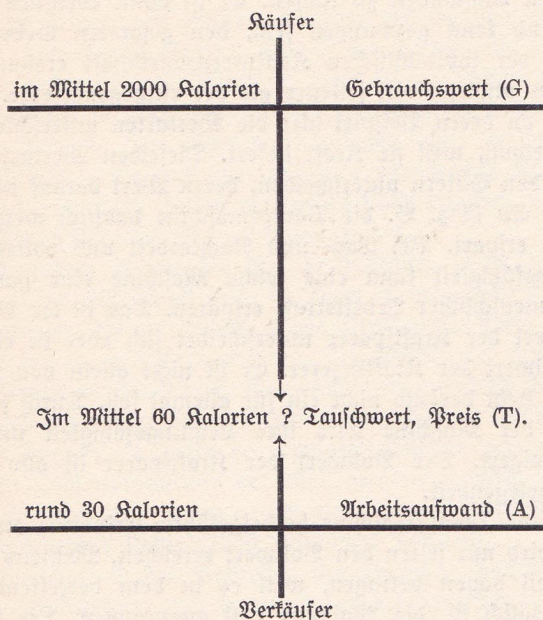 Käufer
im Mittel 2000 Kalorien Gebrauchswert (G)
Im Mittel 60 Kalorien ? Tauschwert, Preis (T).
rund 30 Kalorien Arbeitsaufwand (A)
Verkäufer